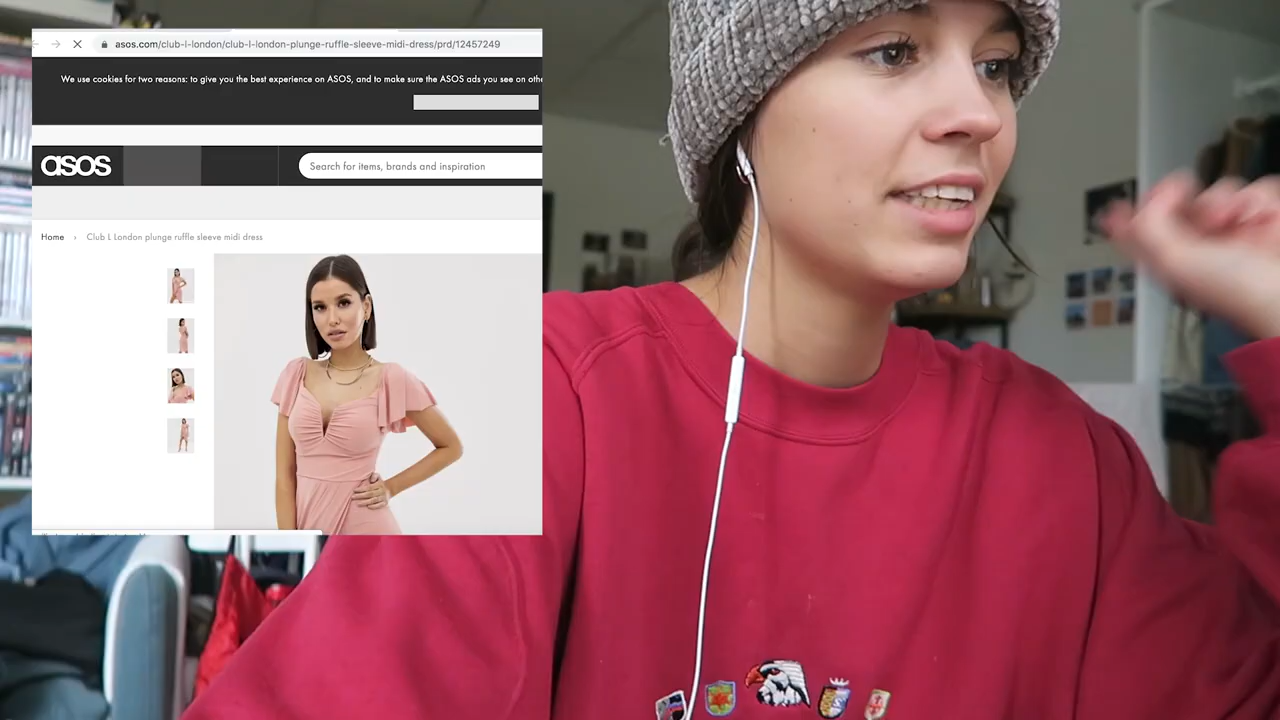 asos.com/club-l-london/club-l-london-plunge-ruffle-sleeve-midi-dress/prd/12457249
We use cookies for two reasons: to give you the best experience on ASOS, and to make sure the ASOS ads you see on othe
asos
Search for items, brands and inspiration
Home › Club L London plunge ruffle sleeve midi dress